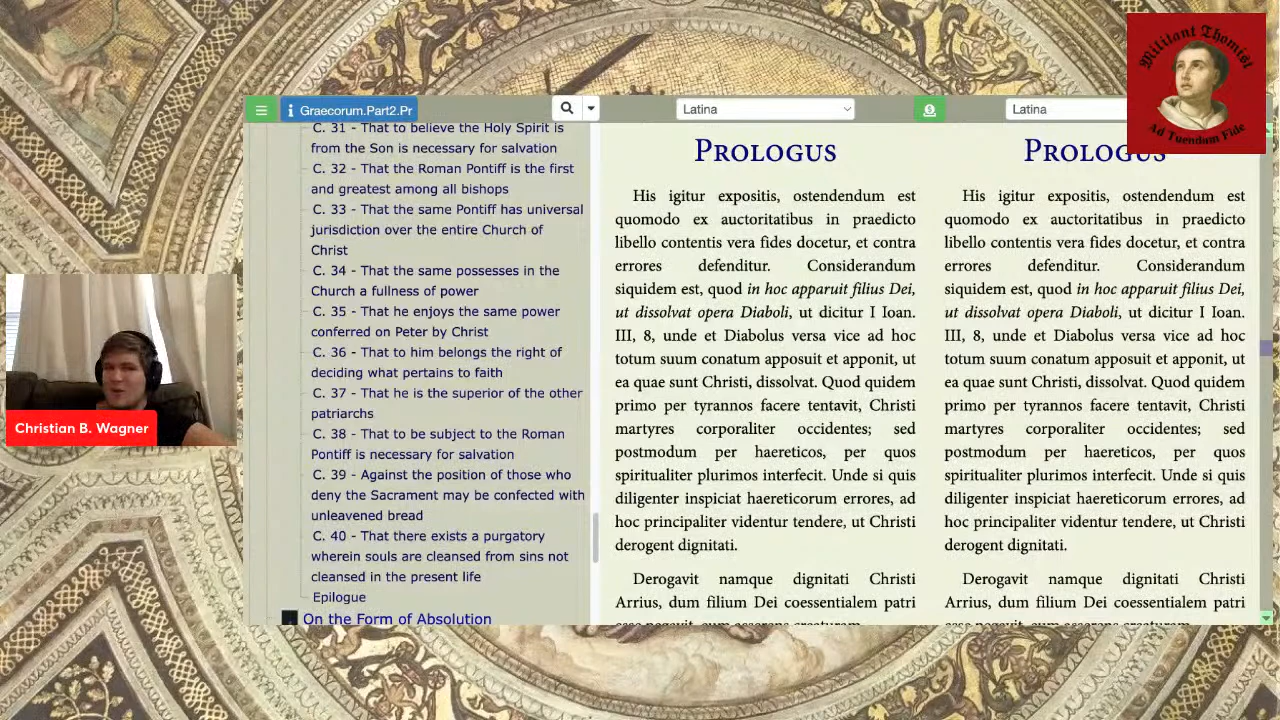 Militant Thomist
Ad Tuendam Fide
Graecorum.Part2.Pr
Latina
Latina
C. 31 - That to believe the Holy Spirit is
from the Son is necessary for salvation
C. 32 - That the Roman Pontiff is the first
and greatest among all bishops
C. 33 - That the same Pontiff has universal
jurisdiction over the entire Church of
Christ
C. 34 - That the same possesses in the
Church a fullness of power
C. 35 - That he enjoys the same power
conferred on Peter by Christ
C. 36 - That to him belongs the right of
deciding what pertains to faith
C. 37 - That he is the superior of the other
patriarchs
C. 38 - That to be subject to the Roman
Pontiff is necessary for salvation
C. 39 - Against the position of those who
deny the Sacrament may be confected with
unleavened bread
C. 40 - That there exists a purgatory
wherein souls are cleansed from sins not
cleansed in the present life
Epilogue
On the Form of Absolution
Prologus
His igitur expositis, ostendendum est
quomodo ex auctoritatibus in praedicto
libello contentis vera fides docetur, et contra
errores defenditur. Considerandum
siquidem est, quod in hoc apparuit filius Dei,
ut dissolvat opera Diaboli, ut dicitur I Ioan.
III, 8, unde et Diabolus versa vice ad hoc
totum suum conatum apposuit et apponit, ut
ea quae sunt Christi, dissolvat. Quod quidem
primo per tyrannos facere tentavit, Christi
martyres corporaliter occidentes; sed
postmodum per haereticos, per quos
spiritualiter plurimos interfecit. Unde si quis
diligenter inspiciat haereticorum errores, ad
hoc principaliter videntur tendere, ut Christi
derogent dignitati.
Derogavit namque dignitati Christi
Arrius, dum filium Dei coessentialem patri
Prologus
His igitur expositis, ostendendum est
quomodo ex auctoritatibus in praedicto
libello contentis vera fides docetur, et contra
errores defenditur. Considerandum
siquidem est, quod in hoc apparuit filius Dei,
ut dissolvat opera Diaboli, ut dicitur I Ioan.
III, 8, unde et Diabolus versa vice ad hoc
totum suum conatum apposuit et apponit, ut
ea quae sunt Christi, dissolvat. Quod quidem
primo per tyrannos facere tentavit, Christi
martyres corporaliter occidentes; sed
postmodum per haereticos, per quos
spiritualiter plurimos interfecit. Unde si quis
diligenter inspiciat haereticorum errores, ad
hoc principaliter videntur tendere, ut Christi
derogent dignitati.
Derogavit namque dignitati Christi
Arrius, dum filium Dei coessentialem patri
Christian B. Wagner